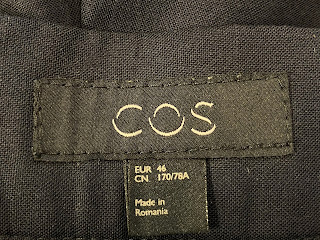 COS
EUR 46
CN 170/78A
Made in
Romania